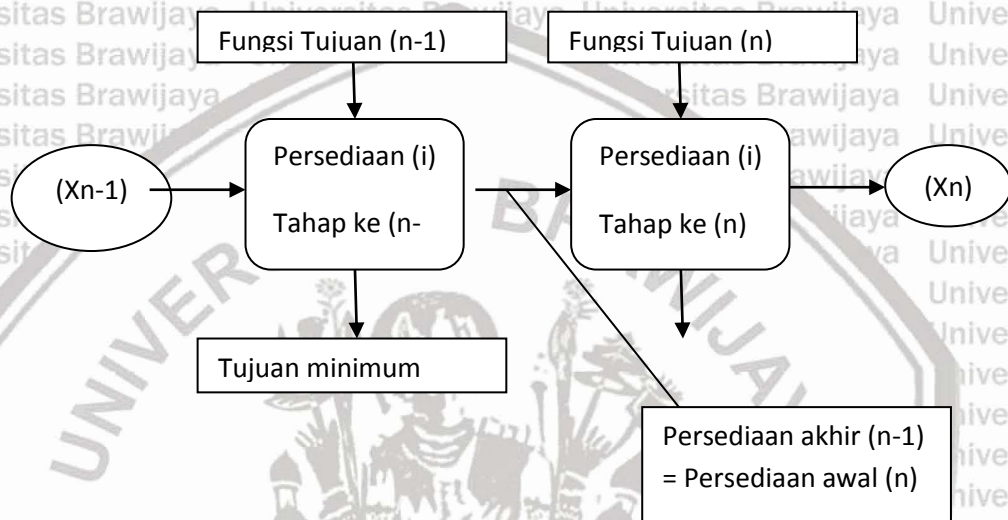 Fungsi Tujuan (n-1)
Fungsi Tujuan (n)
(Xn-1)
Persediaan (i)
Tahap ke (n-
Persediaan (i)
Tahap ke (n)
(Xn)
Tujuan minimum
Persediaan akhir (n-1)
= Persediaan awal (n)